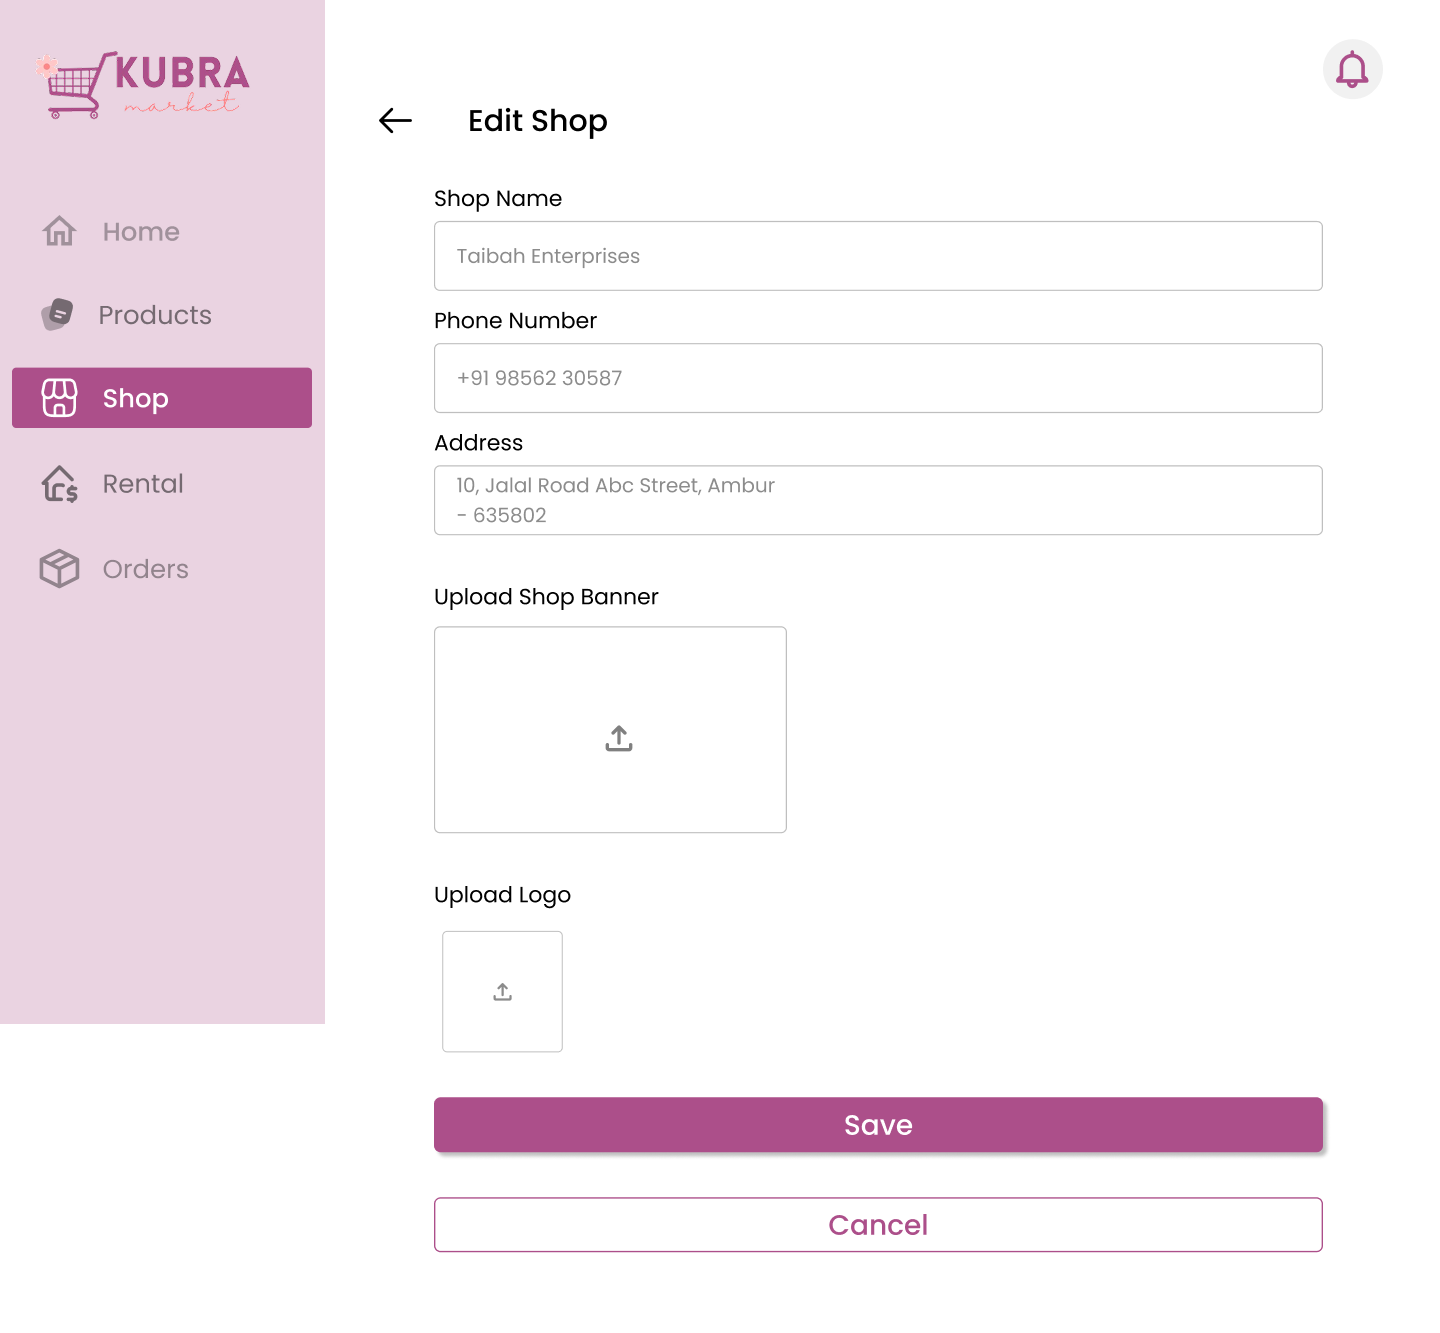 KUBRA
market
Home
Products
Shop
Rental
Orders
Edit Shop
Shop Name
Taibah Enterprises
Phone Number
+91 98562 30587
Address
10, Jalal Road Abc Street, Ambur
- 635802
Upload Shop Banner
Upload Logo
Save
Cancel